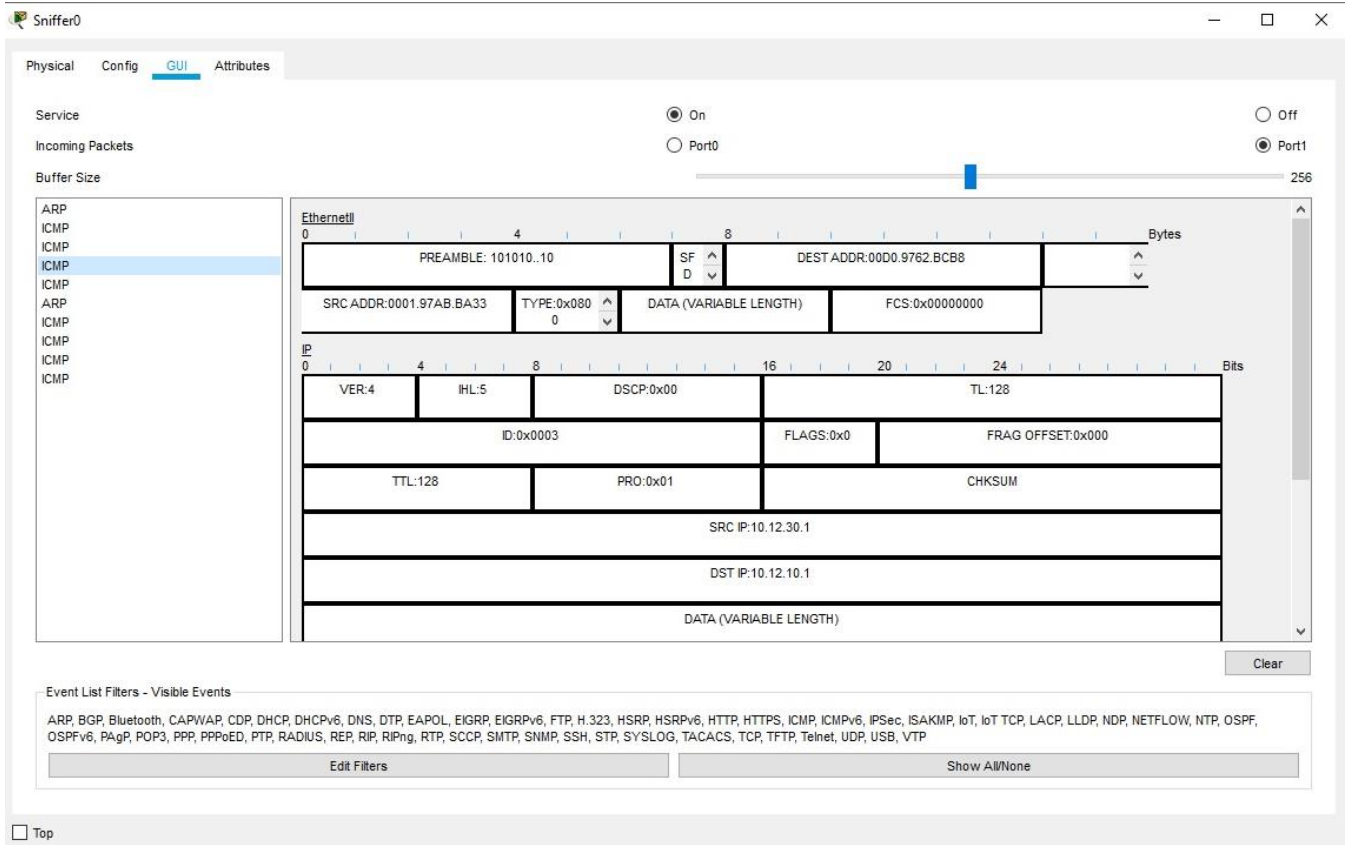 Sniffer0
Physical Config GUI Attributes
Service On Off
Incoming Packets Port0 Port1
Buffer Size 256
ARP
ICMP
ICMP
ICMP
ICMP
ARP
ICMP
ICMP
ICMP
ICMP
EthernetII
0 4 8 Bytes
PREAMBLE: 101010..10 SF DEST ADDR:00D0.9762.BCB8
D
SRC ADDR:0001.97AB.BA33 TYPE:0x080 DATA (VARIABLE LENGTH) FCS:0x00000000
0
IP
0 4 8 16 20 24 Bits
VER:4 IHL:5 DSCP:0x00 TL:128
ID:0x0003 FLAGS:0x0 FRAG OFFSET:0x000
TTL:128 PRO:0x01 CHKSUM
SRC IP:10.12.30.1
DST IP:10.12.10.1
DATA (VARIABLE LENGTH)
Clear
Event List Filters - Visible Events
ARP, BGP, Bluetooth, CAPWAP, CDP, DHCP, DHCPv6, DNS, DTP, EAPOL, EIGRP, EIGRPv6, FTP, H.323, HSRP, HSRPv6, HTTP, HTTPS, ICMP, ICMPv6, IPSec, ISAKMP, IoT, IoT TCP, LACP, LLDP, NDP, NETFLOW, NTP, OSPF,
OSPFv6, PAgP, POP3, PPP, PPPoED, PTP, RADIUS, REP, RIP, RIPng, RTP, SCCP, SMTP, SNMP, SSH, STP, SYSLOG, TACACS, TCP, TFTP, Telnet, UDP, USB, VTP
Edit Filters Show All/None
Top